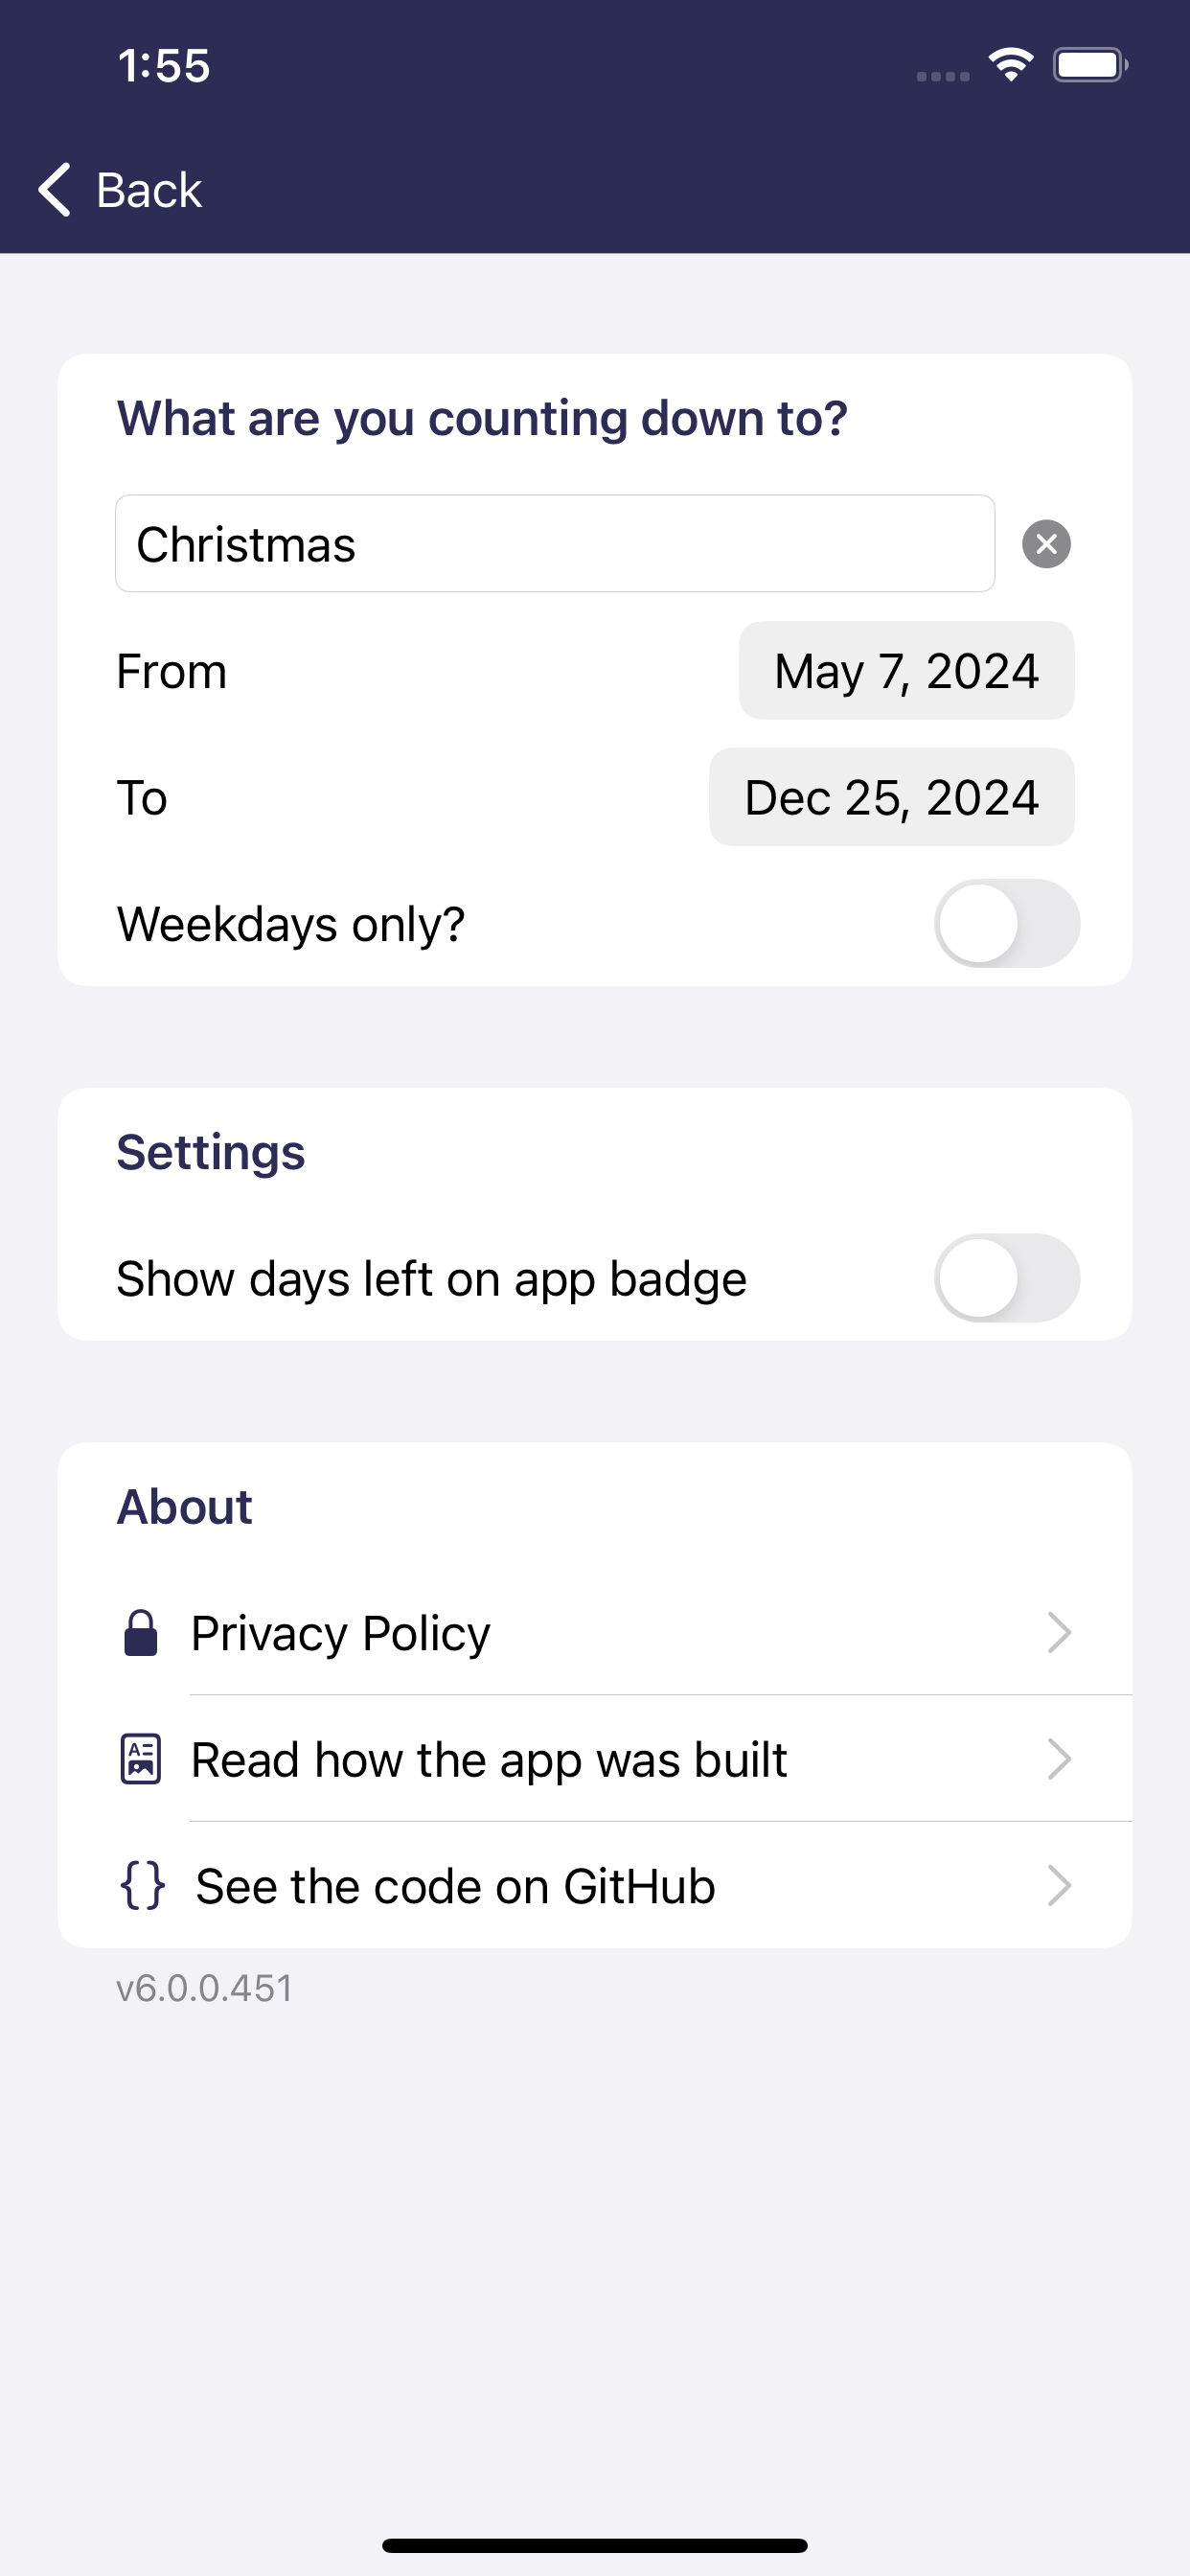 1:55
Back
What are you counting down to?
Christmas
From May 7, 2024
To Dec 25, 2024
Weekdays only?
Settings
Show days left on app badge
About
Privacy Policy
Read how the app was built
{} See the code on GitHub
v6.0.0.451